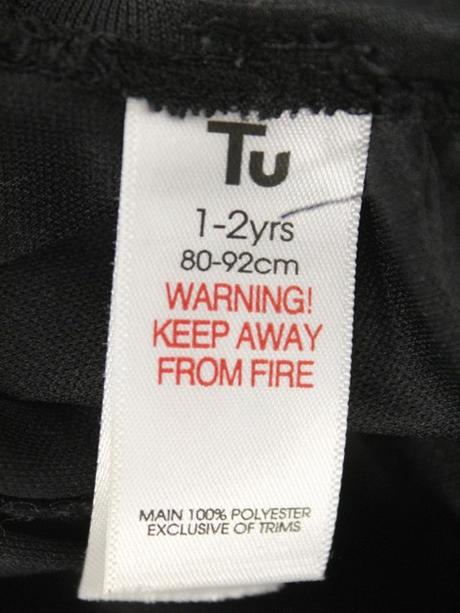 Tu
1-2yrs
80-92cm
WARNING!
KEEP AWAY
FROM FIRE
MAIN 100% POLYESTER
EXCLUSIVE OF TRIMS